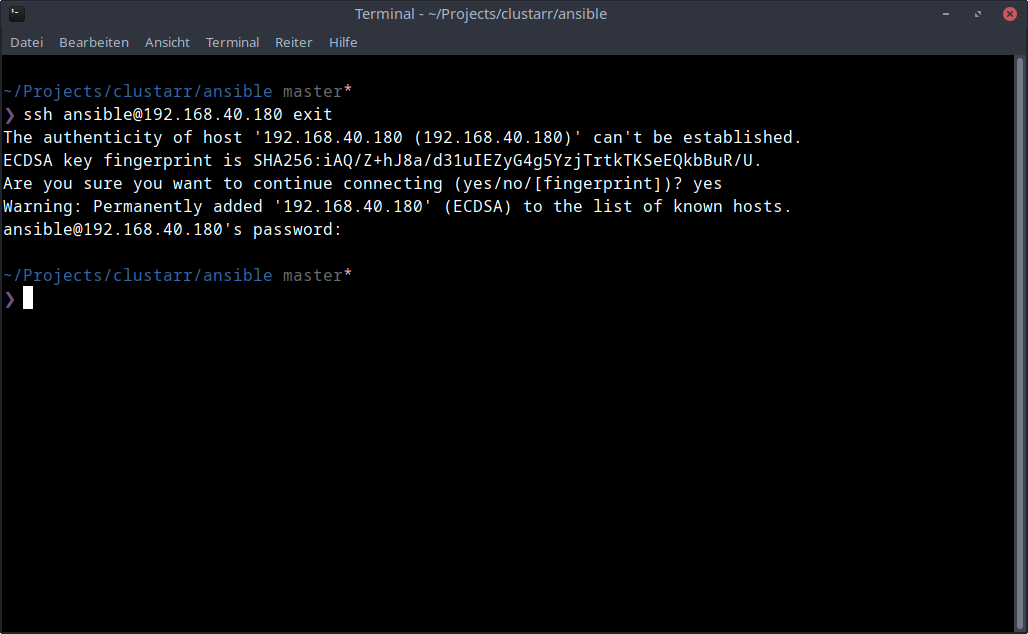 Terminal - ~/Projects/clustarr/ansible
Datei Bearbeiten Ansicht Terminal Reiter Hilfe
~/Projects/clustarr/ansible master*
❯ ssh ansible@192.168.40.180 exit
The authenticity of host '192.168.40.180 (192.168.40.180)' can't be established.
ECDSA key fingerprint is SHA256:iAQ/Z+hJ8a/d31uIEZyG4g5YzjTrtkTKSeEQkbBuR/U.
Are you sure you want to continue connecting (yes/no/[fingerprint])? yes
Warning: Permanently added '192.168.40.180' (ECDSA) to the list of known hosts.
ansible@192.168.40.180's password:
~/Projects/clustarr/ansible master*
❯